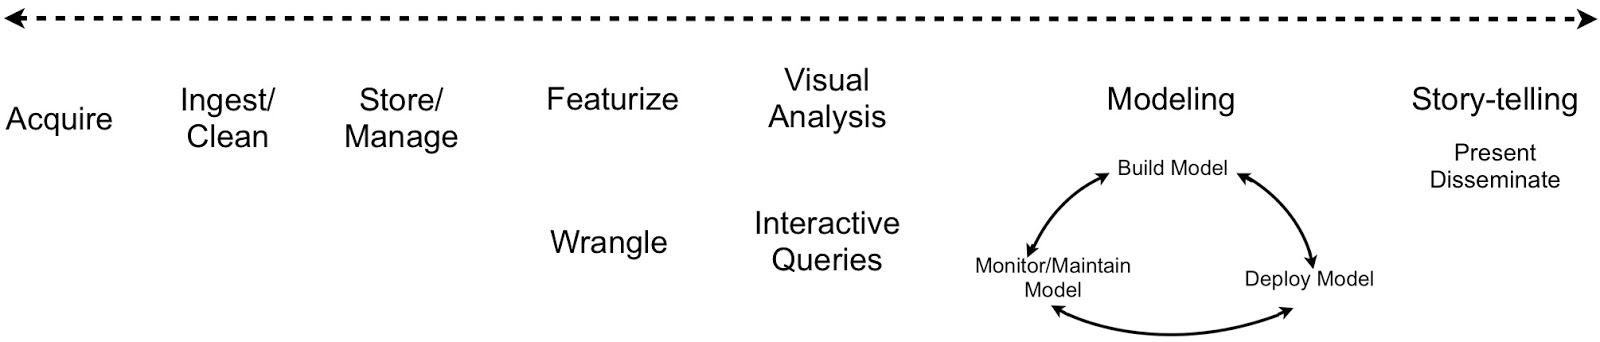 Acquire
Ingest/
Clean
Store/
Manage
Featurize
Wrangle
Visual
Analysis
Interactive
Queries
Modeling
Build Model
Monitor/Maintain
Model
Deploy Model
Story-telling
Present
Disseminate